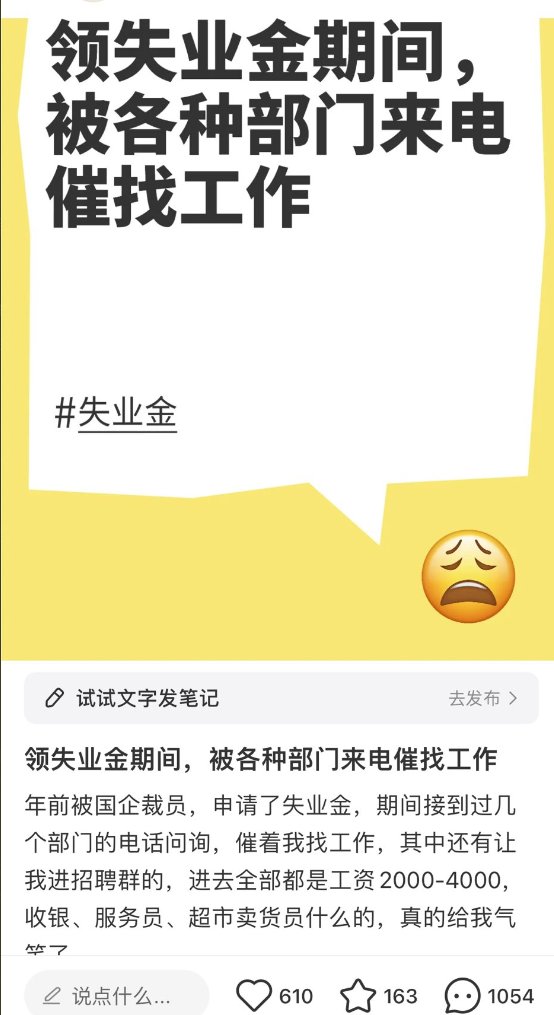 领失业金期间，
被各种部门来电
催找工作
#失业金
试试文字发笔记
去发布
领失业金期间，被各种部门来电催找工作
年前被国企裁员，申请了失业金，期间接到过几
个部门的电话问询，催着我找工作，其中还有让
我进招聘群的，进去全部都是工资2000-4000，
收银、服务员、超市卖货员什么的，真的给我气
笑了
说点什么...
610
163
1054